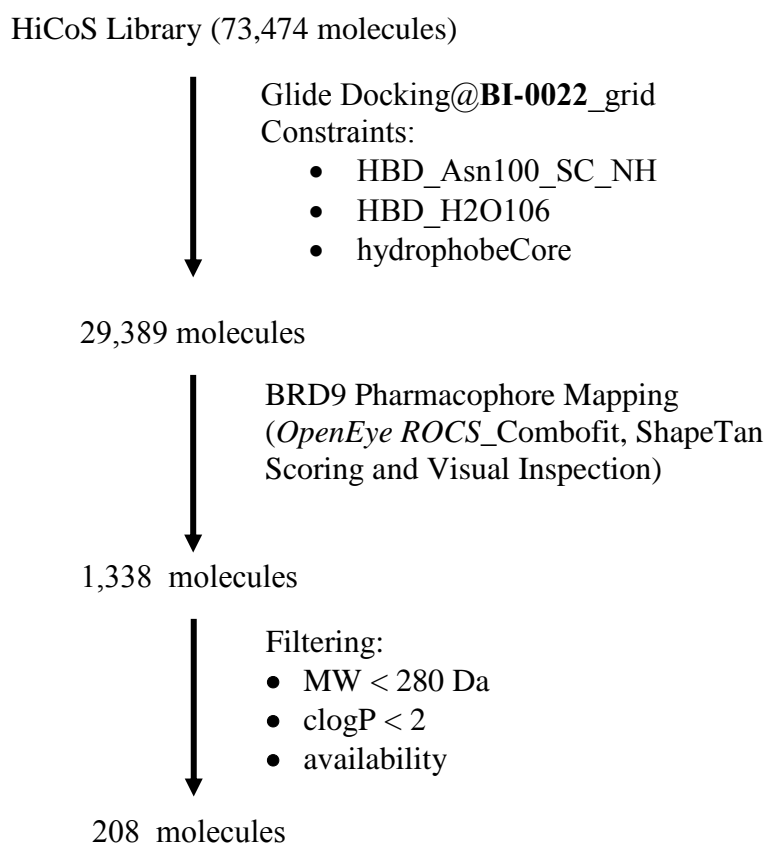 HiCoS Library (73,474 molecules)
Glide Docking@BI-0022_grid
Constraints:
• HBD_Asn100_SC_NH
• HBD_H2O106
• hydrophobeCore
29,389 molecules
BRD9 Pharmacophore Mapping
(OpenEye ROCS_Combofit, ShapeTan
Scoring and Visual Inspection)
1,338 molecules
Filtering:
• MW < 280 Da
• clogP < 2
• availability
208 molecules